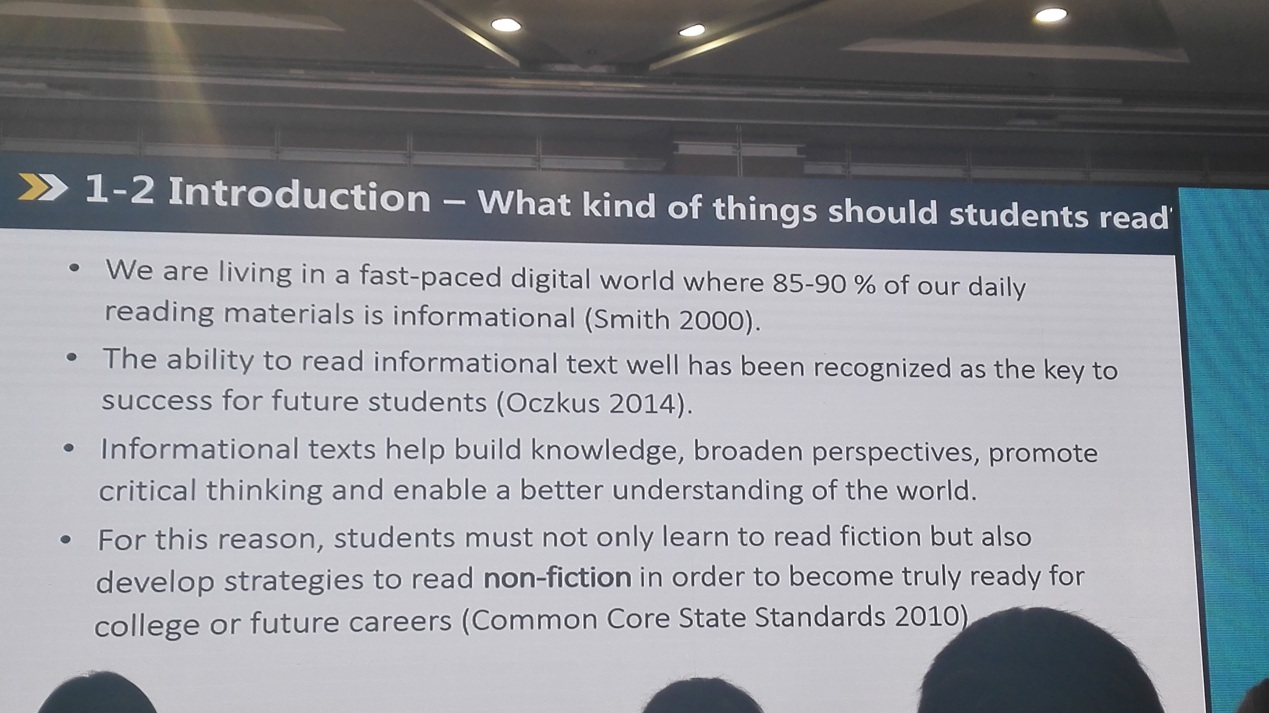 1-2 Introduction – What kind of things should students read?
• We are living in a fast-paced digital world where 85-90 % of our daily
reading materials is informational (Smith 2000).
• The ability to read informational text well has been recognized as the key to
success for future students (Oczkus 2014).
• Informational texts help build knowledge, broaden perspectives, promote
critical thinking and enable a better understanding of the world.
• For this reason, students must not only learn to read fiction but also
develop strategies to read non-fiction in order to become truly ready for
college or future careers (Common Core State Standards 2010)